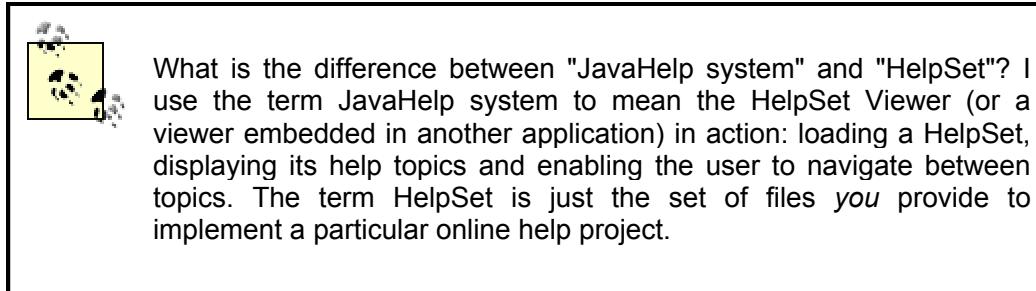 What is the difference between "JavaHelp system" and "HelpSet"? I
use the term JavaHelp system to mean the HelpSet Viewer (or a
viewer embedded in another application) in action: loading a HelpSet,
displaying its help topics and enabling the user to navigate between
topics. The term HelpSet is just the set of files you provide to
implement a particular online help project.